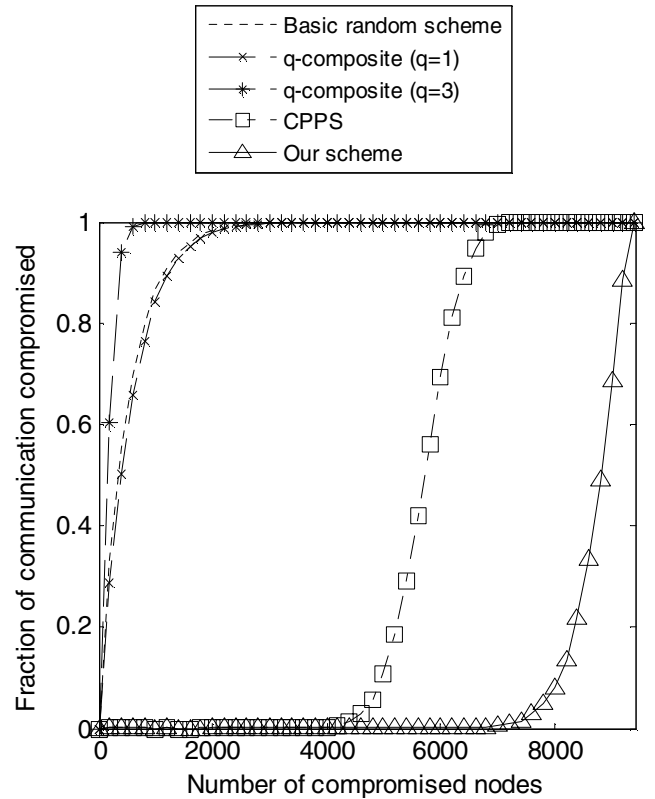 Basic random scheme
q-composite (q=1)
q-composite (q=3)
CPPS
Our scheme
1
0.8
0.6
0.4
0.2
0
0 2000 4000 6000 8000
Fraction of communication compromised
Number of compromised nodes